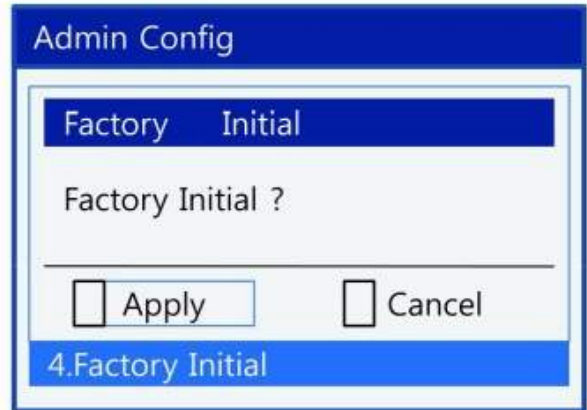 Admin Config
Factory Initial
Factory Initial ?
Apply Cancel
4.Factory Initial